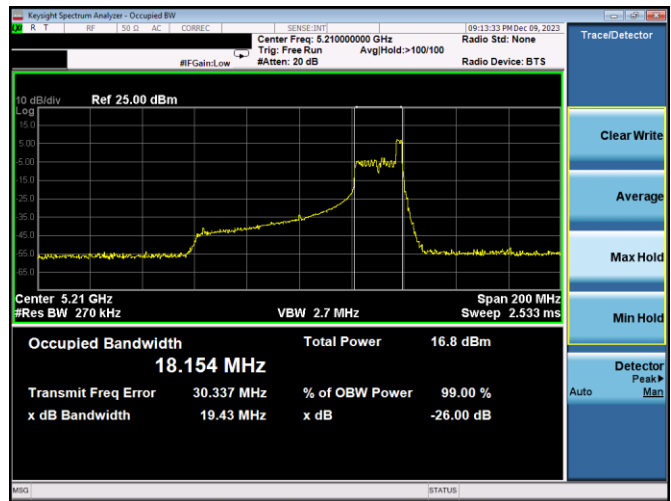 Keysight Spectrum Analyzer - Occupied BW
R T RF 50 Ω AC CORREC SENSE:INT 09:13:33 PM Dec 09, 2023
Center Freq: 5.210000000 GHz Radio Std: None
Trig: Free Run Avg|Hold:>100/100
#IFGain:Low #Atten: 20 dB Radio Device: BTS
Trace/Detector
10 dB/div Ref 25.00 dBm
Log
15.0
5.00
-5.00
-15.0
-25.0
-35.0
-45.0
-55.0
-65.0
Center 5.21 GHz Span 200 MHz
#Res BW 270 kHz VBW 2.7 MHz Sweep 2.533 ms
Occupied Bandwidth Total Power 16.8 dBm
18.154 MHz
Transmit Freq Error 30.337 MHz % of OBW Power 99.00 %
x dB Bandwidth 19.43 MHz x dB -26.00 dB
Clear Write
Average
Max Hold
Min Hold
Detector
Peak▶
Auto Man
MSG STATUS